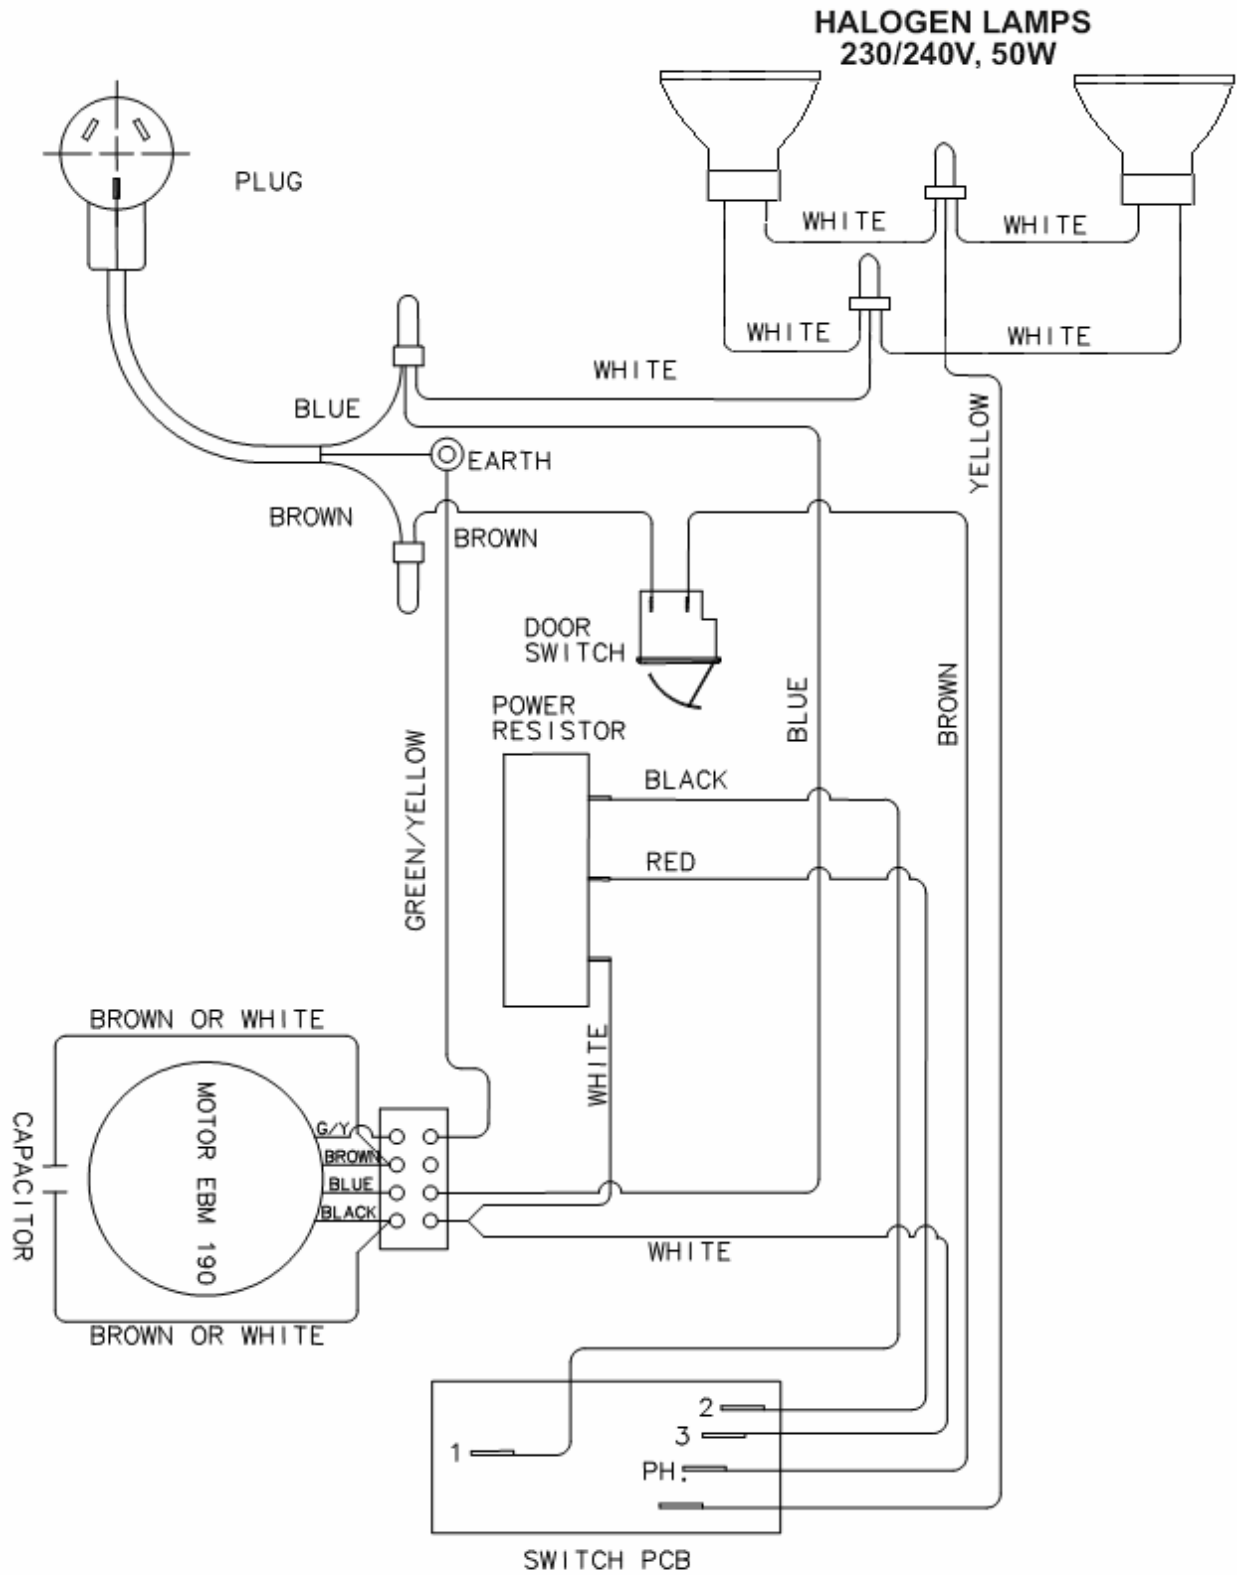 HALOGEN LAMPS
230/240V, 50W
PLUG
WHITE
WHITE
WHITE
WHITE
WHITE
BLUE
YELLOW
EARTH
BROWN
BROWN
DOOR
SWITCH
BLUE
BROWN
POWER
RESISTOR
BLACK
GREEN/YELLOW
RED
BROWN OR WHITE
WHITE
CAPACITOR
MOTOR EBM 190
G/Y
BROWN
BLUE
BLACK
WHITE
BROWN OR WHITE
2
3
1
PH.
SWITCH PCB